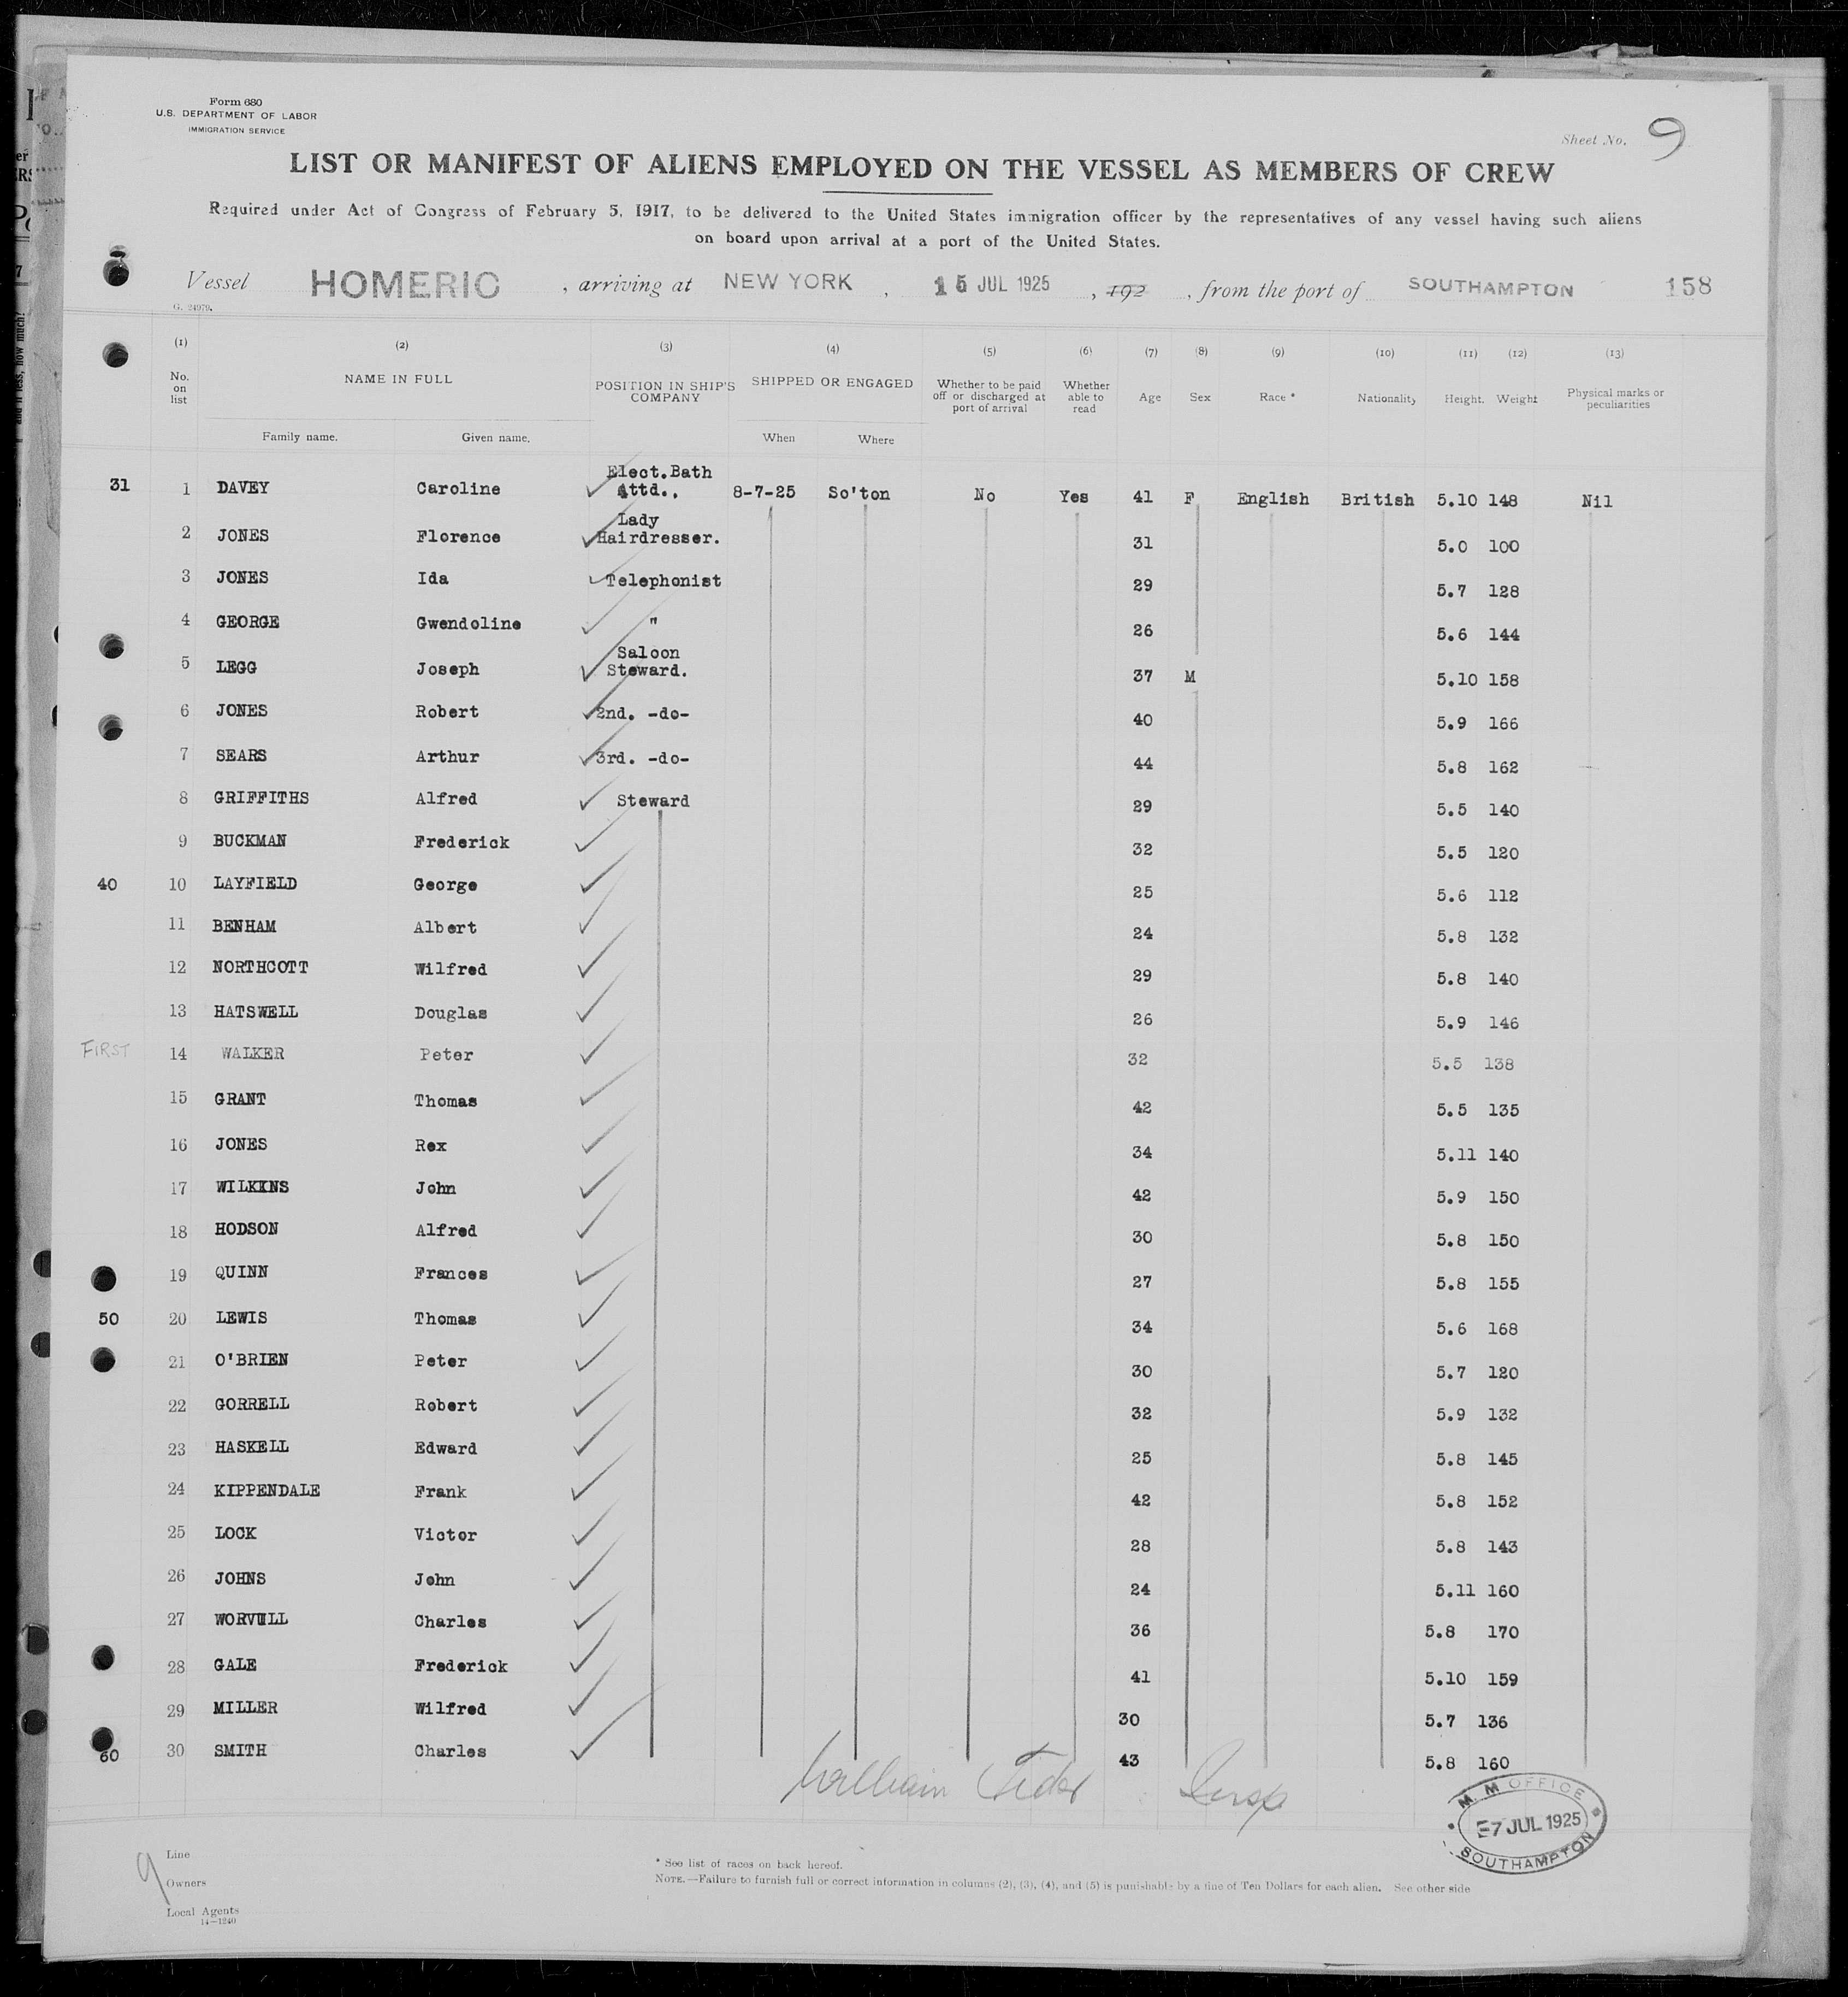 Form 680
U.S. DEPARTMENT OF LABOR
IMMIGRATION SERVICE
Sheet No. 9
LIST OR MANIFEST OF ALIENS EMPLOYED ON THE VESSEL AS MEMBERS OF CREW
Required under Act of Congress of February 5, 1917, to be delivered to the United States immigration officer by the representatives of any vessel having such aliens
on board upon arrival at a port of the United States.
Vessel HOMERIC, arriving at NEW YORK, 15 JUL 1925, 192, from the port of SOUTHAMPTON 158
G. 24979.
(1) (2) (3) (4) (5) (6) (7) (8) (9) (10) (11) (12) (13)
No. on list NAME IN FULL POSITION IN SHIP'S COMPANY SHIPPED OR ENGAGED Whether to be paid off or discharged at port of arrival Whether able to read Age Sex Race * Nationality Height. Weight Physical marks or peculiarities
Family name. Given name. When Where
31 1 DAVEY Caroline Elect.Bath Attd., 8-7-25 So'ton No Yes 41 F English British 5.10 148 Nil
2 JONES Florence Lady Hairdresser. 31 5.0 100
3 JONES Ida Telephonist 29 5.7 128
4 GEORGE Gwendoline " 26 5.6 144
5 LEGG Joseph Saloon Steward. 37 M 5.10 158
6 JONES Robert 2nd. -do- 40 5.9 166
7 SEARS Arthur 3rd. -do- 44 5.8 162
8 GRIFFITHS Alfred Steward 29 5.5 140
9 BUCKMAN Frederick 32 5.5 120
40 10 LAYFIELD George 25 5.6 112
11 BENHAM Albert 24 5.8 132
12 NORTHCOTT Wilfred 29 5.8 140
13 HATSWELL Douglas 26 5.9 146
FIRST 14 WALKER Peter 32 5.5 138
15 GRANT Thomas 42 5.5 135
16 JONES Rex 34 5.11 140
17 WILKINS John 42 5.9 150
18 HODSON Alfred 30 5.8 150
19 QUINN Frances 27 5.8 155
50 20 LEWIS Thomas 34 5.6 168
21 O'BRIEN Peter 30 5.7 120
22 GORRELL Robert 32 5.9 132
23 HASKELL Edward 25 5.8 145
24 KIPPENDALE Frank 42 5.8 152
25 LOCK Victor 28 5.8 143
26 JOHNS John 24 5.11 160
27 WORVILL Charles 36 5.8 170
28 GALE Frederick 41 5.10 159
29 MILLER Wilfred 30 5.7 136
60 30 SMITH Charles 43 5.8 160
William
M. M OFFICE
7 JUL 1925
SOUTHAMPTON
9
Line
Owners
Local Agents
14—1240
* See list of races on back hereof.
NOTE.—Failure to furnish full or correct information in columns (2), (3), (4), and (5) is punishable by a fine of Ten Dollars for each alien. See other side